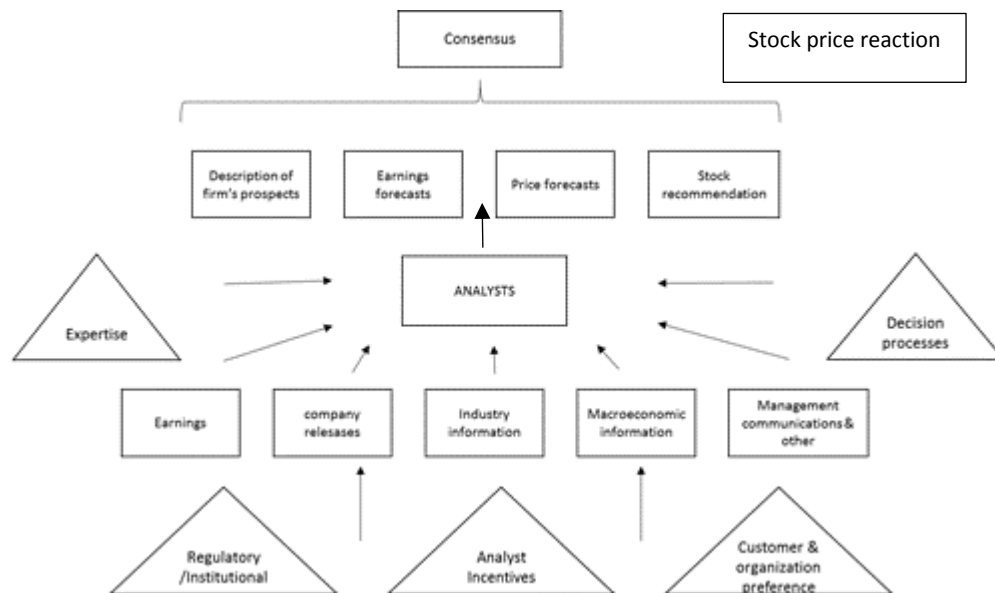 Consensus
Stock price reaction
Description of
firm's prospects
Earnings
forecasts
Price forecasts
Stock
recommendation
ANALYSTS
Expertise
Decision
processes
Earnings
company
relesases
Industry
information
Macroeconomic
information
Management
communications &
other
Regulatory
/Institutional
Analyst
Incentives
Customer &
organization
preference